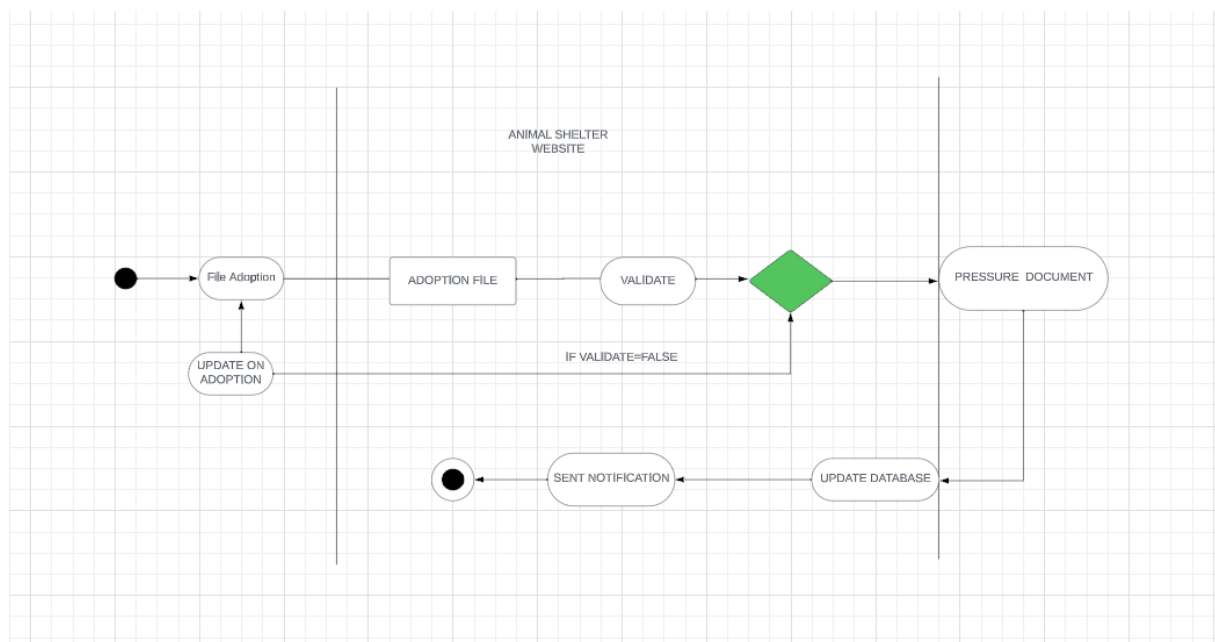 ANIMAL SHELTER
WEBSITE
File Adoption
ADOPTION FILE
VALIDATE
PRESSURE DOCUMENT
IF VALIDATE=FALSE
UPDATE ON
ADOPTION
SENT NOTIFICATION
UPDATE DATABASE